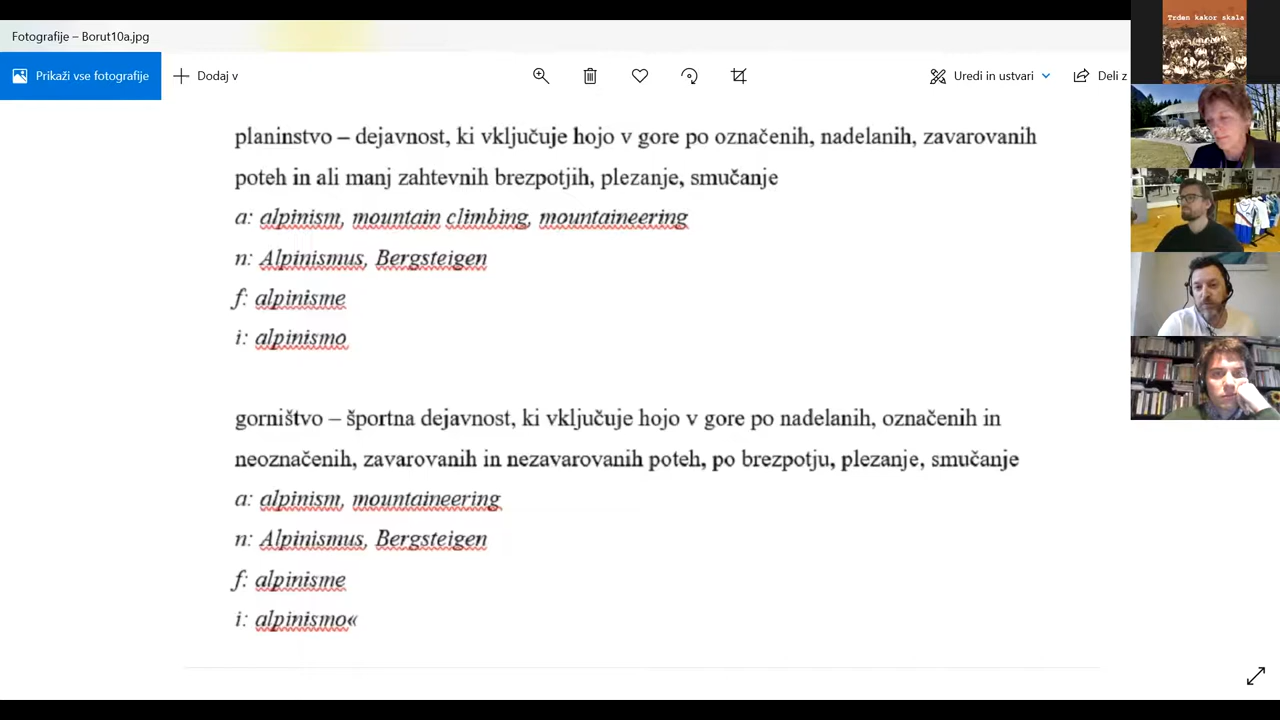 Fotografije – Borut10a.jpg
Prikaži vse fotografije
Dodaj v
Uredi in ustvari
Deli z
Trden kakor skala
planinstvo – dejavnost, ki vključuje hojo v gore po označenih, nadelanih, zavarovanih
poteh in ali manj zahtevnih brezpotjih, plezanje, smučanje
a: alpinism, mountain climbing, mountaineering
n: Alpinismus, Bergsteigen
f: alpinisme
i: alpinismo
gorništvo – športna dejavnost, ki vključuje hojo v gore po nadelanih, označenih in
neoznačenih, zavarovanih in nezavarovanih poteh, po brezpotju, plezanje, smučanje
a: alpinism, mountaineering
n: Alpinismus, Bergsteigen
f: alpinisme
i: alpinismo«